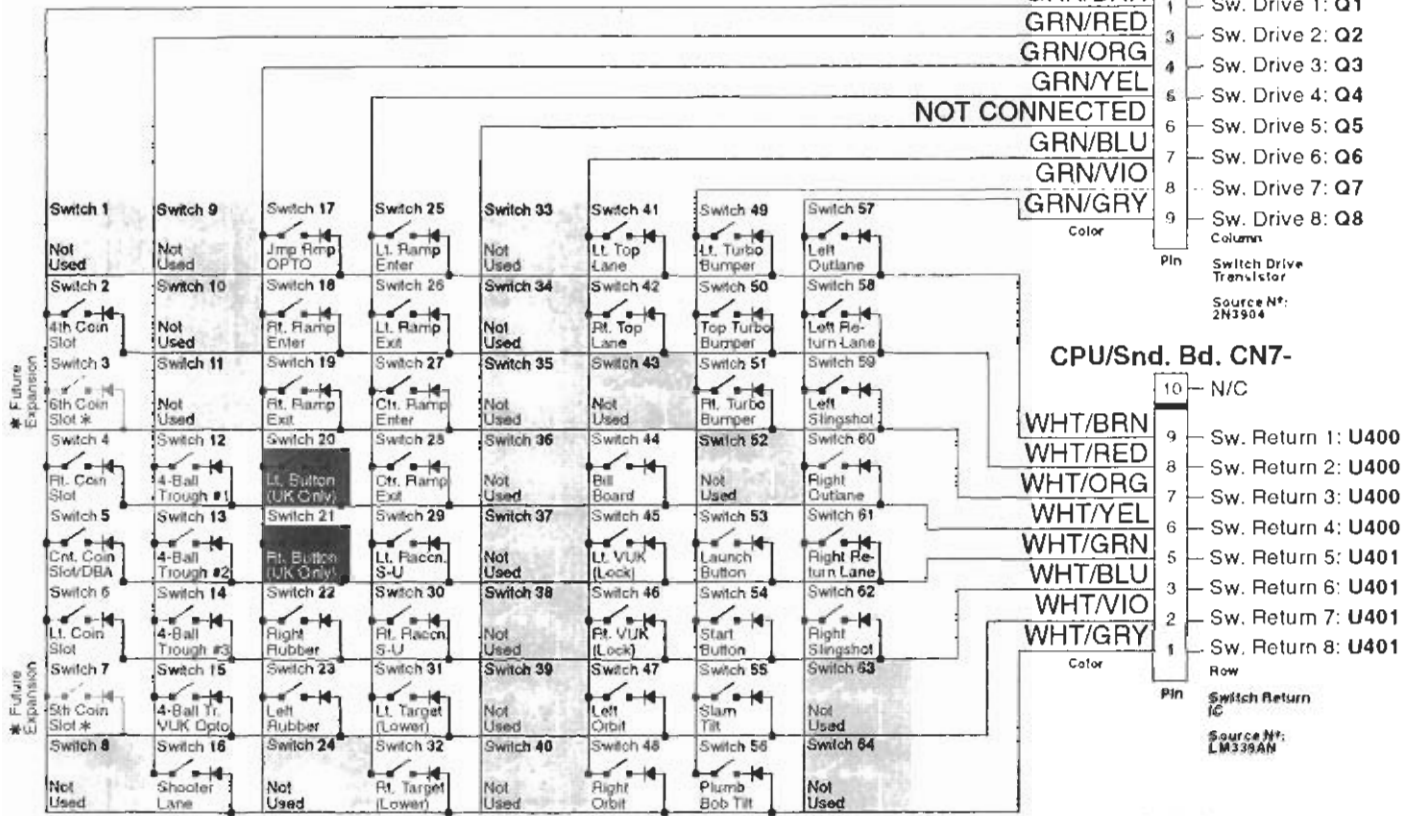 Sw. Drive 1: Q1
GRN/RED 3 Sw. Drive 2: Q2
GRN/ORG 4 Sw. Drive 3: Q3
GRN/YEL 5 Sw. Drive 4: Q4
NOT CONNECTED 6 Sw. Drive 5: Q5
GRN/BLU 7 Sw. Drive 6: Q6
GRN/VIO 8 Sw. Drive 7: Q7
GRN/GRY 9 Sw. Drive 8: Q8
Color
Pin
Column
Switch Drive
Transistor
Source Nº:
2N3904
Switch 1 Switch 9 Switch 17 Switch 25 Switch 33 Switch 41 Switch 49 Switch 57
Not Not Jmp Rmp Lt. Ramp Not Lt. Top Lt. Turbo Left
Used Used OPTO Enter Used Lane Bumper Outlane
Switch 2 Switch 10 Switch 18 Switch 26 Switch 34 Switch 42 Switch 50 Switch 58
4th Coin Not Rt. Ramp Lt. Ramp Not Rt. Top Top Turbo Left Re-
Slot Used Enter Exit Used Lane Bumper turn Lane
Switch 3 Switch 11 Switch 19 Switch 27 Switch 35 Switch 43 Switch 51 Switch 59
6th Coin Not Rt. Ramp Ctr. Ramp Not Not Rt. Turbo Left
Slot * Used Exit Enter Used Used Bumper Slingshot
* Future
Expansion
Switch 4 Switch 12 Switch 20 Switch 28 Switch 36 Switch 44 Switch 52 Switch 60
Rt. Coin 4-Ball Lt. Button Ctr. Ramp Not Bill Not Right
Slot Trough #1 (UK Only) Exit Used Board Used Outlane
Switch 5 Switch 13 Switch 21 Switch 29 Switch 37 Switch 45 Switch 53 Switch 61
Cnt. Coin 4-Ball Rt. Button Lt. Raccn. Not Lt. VUK Launch Right Re-
Slot/DBA Trough #2 (UK Only) S-U Used (Lock) Button turn Lane
Switch 6 Switch 14 Switch 22 Switch 30 Switch 38 Switch 46 Switch 54 Switch 62
Lt. Coin 4-Ball Right Rt. Raccn. Not Rt. VUK Start Right
Slot Trough #3 Rubber S-U Used (Lock) Button Slingshot
Switch 7 Switch 15 Switch 23 Switch 31 Switch 39 Switch 47 Switch 55 Switch 63
5th Coin 4-Ball Tr. Left Lt. Target Not Left Slam Not
Slot * VUK Opto Rubber (Lower) Used Orbit Tilt Used
* Future
Expansion
Switch 8 Switch 16 Switch 24 Switch 32 Switch 40 Switch 48 Switch 56 Switch 64
Not Shooter Not Rt. Target Not Right Plumb Not
Used Lane Used (Lower) Used Orbit Bob Tilt Used
CPU/Snd. Bd. CN7-
10 N/C
WHT/BRN 9 Sw. Return 1: U400
WHT/RED 8 Sw. Return 2: U400
WHT/ORG 7 Sw. Return 3: U400
WHT/YEL 6 Sw. Return 4: U400
WHT/GRN 5 Sw. Return 5: U401
WHT/BLU 3 Sw. Return 6: U401
WHT/VIO 2 Sw. Return 7: U401
WHT/GRY 1 Sw. Return 8: U401
Color
Pin
Row
Switch Return
IC
Source Nº:
LM339AN